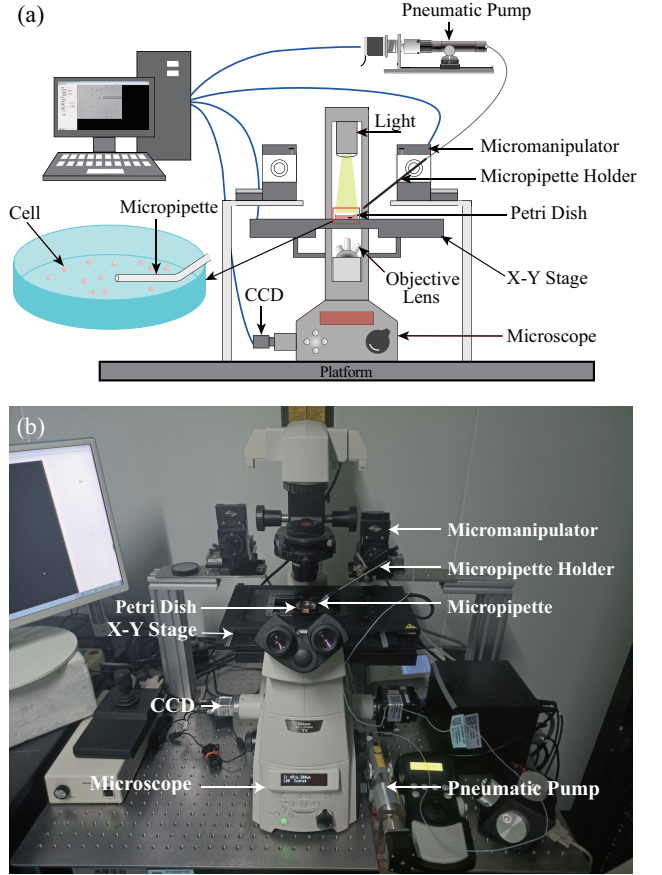 (a)
Pneumatic Pump
Light
Micromanipulator
Micropipette Holder
Petri Dish
Cell
Micropipette
X-Y Stage
Objective
Lens
CCD
Microscope
Platform
(b)
Micromanipulator
Micropipette Holder
Petri Dish
Micropipette
X-Y Stage
CCD
Nikon
Microscope
Pneumatic Pump